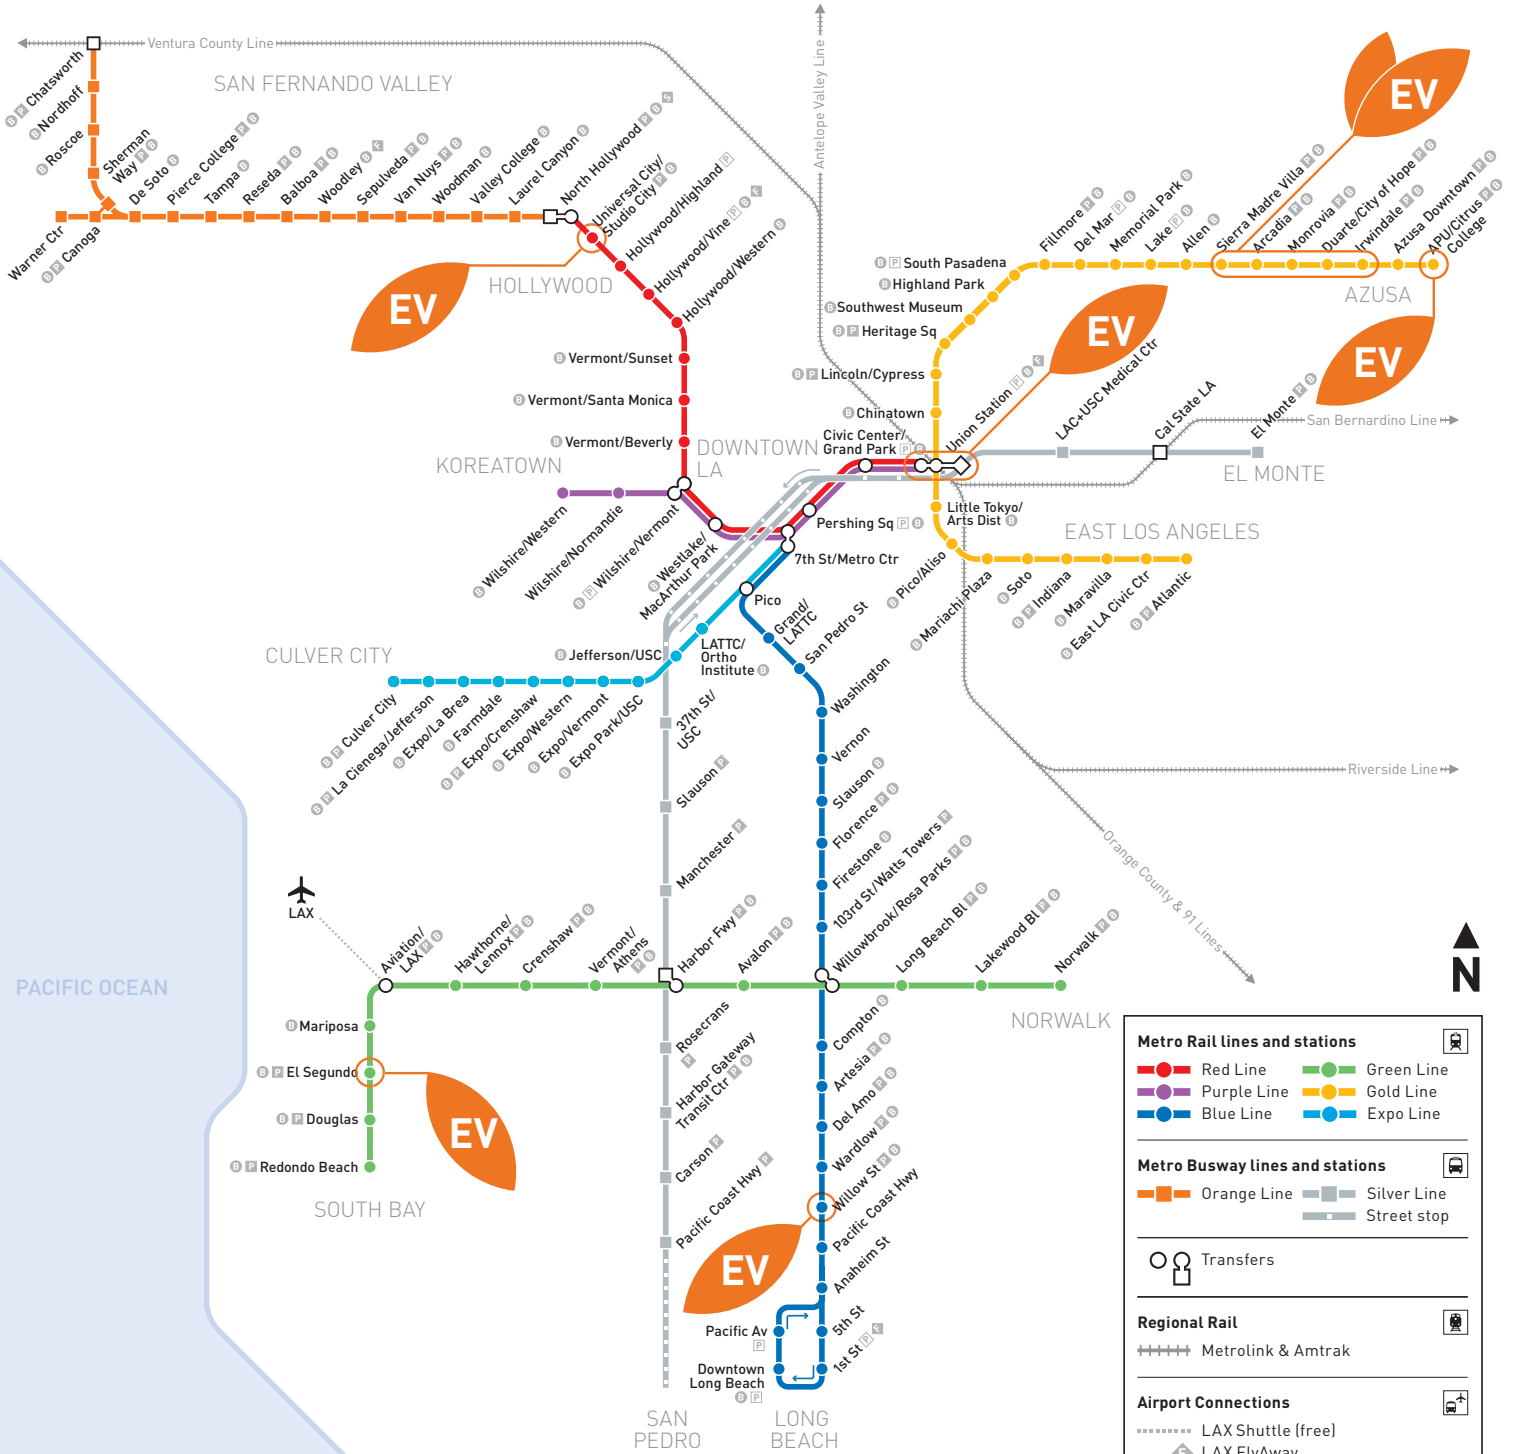 Ventura County Line
Antelope Valley Line
SAN FERNANDO VALLEY
B P Chatsworth
B Nordhoff
B Roscoe
Sherman
Way P B
De Soto B
Pierce College P B
Tampa B
Reseda P B
Balboa P B
Woodley B F
Sepulveda P B
Van Nuys P B
Woodman B
Valley College B
Laurel Canyon B
North Hollywood P B S
Warner Ctr
B P Canoga
Universal City/
Studio City P B
Hollywood/Highland P
Hollywood/Vine P B F
Hollywood/Western B
HOLLYWOOD
EV
B Vermont/Sunset
B Vermont/Santa Monica
B Vermont/Beverly
KOREATOWN
DOWNTOWN
LA
B Wilshire/Western
Wilshire/Normandie
B P Wilshire/Vermont
B Westlake/
MacArthur Park
Civic Center/
Grand Park P B
Pershing Sq P B
7th St/Metro Ctr
Union Station P B F
EV
B Chinatown
B P Lincoln/Cypress
B P Heritage Sq
B Southwest Museum
B Highland Park
B P South Pasadena
Fillmore P B
Del Mar P B
Memorial Park B
Lake P B
Allen B
Sierra Madre Villa P B
Arcadia P B
Monrovia P B
Duarte/City of Hope P B
Irwindale P B
Azusa Downtown P B
APU/Citrus P B
College
EV
AZUSA
EV
LAC+USC Medical Ctr
Cal State LA
El Monte P B
San Bernardino Line
EL MONTE
Little Tokyo/
Arts Dist B
EAST LOS ANGELES
B Pico/Aliso
B Mariachi Plaza
B Soto
B P Indiana
B Maravilla
B East LA Civic Ctr
B P Atlantic
Pico
Grand/
LATTC
San Pedro St
Washington
Vernon
Slauson B
Florence P B
Firestone B
103rd St/Watts Towers P
Willowbrook/Rosa Parks P B
CULVER CITY
B Jefferson/USC
LATTC/
Ortho
Institute B
B P Culver City
B P La Cienega/Jefferson
B Expo/La Brea
B Farmdale
B P Expo/Crenshaw
B Expo/Western
B Expo/Vermont
B Expo Park/USC
37th St/
USC
Slauson P
Manchester P
Riverside Line
Orange County & 91 Lines
LAX
Aviation/
LAX P B
Hawthorne/
Lennox P B
Crenshaw P B
Vermont/
Athens
P B
Harbor Fwy P B
Avalon P B
Long Beach Bl P B
Lakewood Bl P B
Norwalk P B
NORWALK
PACIFIC OCEAN
B Mariposa
B P El Segundo
B P Douglas
B P Redondo Beach
EV
SOUTH BAY
Rosecrans
P
Harbor Gateway
Transit Ctr P B
Carson P
Pacific Coast Hwy P
Compton B
Artesia P B
Del Amo P B
Wardlow P B
Willow St P B
Pacific Coast Hwy
Anaheim St
EV
5th St
1st St P F
Pacific Av
P
Downtown
Long Beach
B P
SAN
PEDRO
LONG
BEACH
N
Metro Rail lines and stations
Red Line
Green Line
Purple Line
Gold Line
Blue Line
Expo Line
Metro Busway lines and stations
Orange Line
Silver Line
Street stop
Transfers
Regional Rail
Metrolink & Amtrak
Airport Connections
LAX Shuttle (free)
F LAX FlyAway